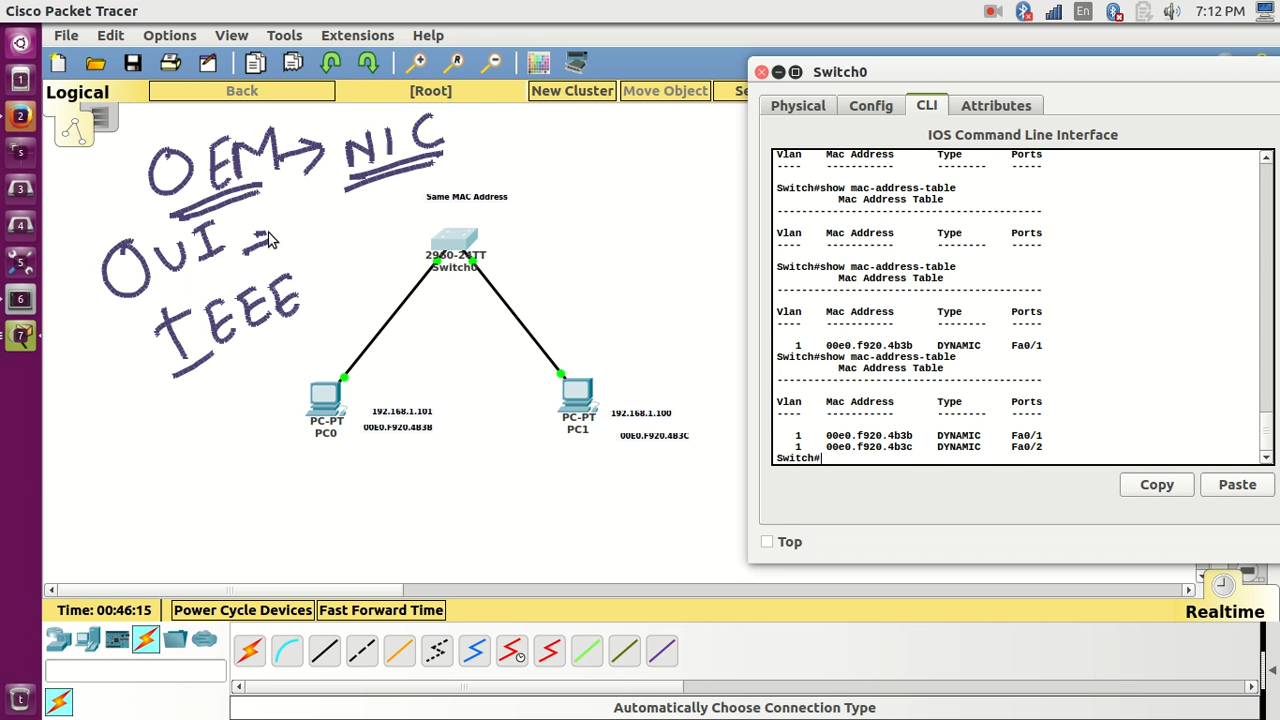 Cisco Packet Tracer
En
7:12 PM
File Edit Options View Tools Extensions Help
Logical
Back
[Root]
New Cluster
Move Object
Se
OEM→NIC
OUI =
IEEE
Same MAC Address
2960-24TT
Switch0
PC-PT
PC0
192.168.1.101
00E0.F920.4B3B
PC-PT
PC1
192.168.1.100
00E0.F920.4B3C
Switch0
Physical Config CLI Attributes
IOS Command Line Interface
Vlan Mac Address Type Ports
---- ----------- -------- -----
Switch#show mac-address-table
Mac Address Table
-------------------------------------------
Vlan Mac Address Type Ports
---- ----------- -------- -----
Switch#show mac-address-table
Mac Address Table
-------------------------------------------
Vlan Mac Address Type Ports
---- ----------- -------- -----
1 00e0.f920.4b3b DYNAMIC Fa0/1
Switch#show mac-address-table
Mac Address Table
-------------------------------------------
Vlan Mac Address Type Ports
---- ----------- -------- -----
1 00e0.f920.4b3b DYNAMIC Fa0/1
1 00e0.f920.4b3c DYNAMIC Fa0/2
Switch#
Copy Paste
Top
Time: 00:46:15 Power Cycle Devices Fast Forward Time
Realtime
Automatically Choose Connection Type